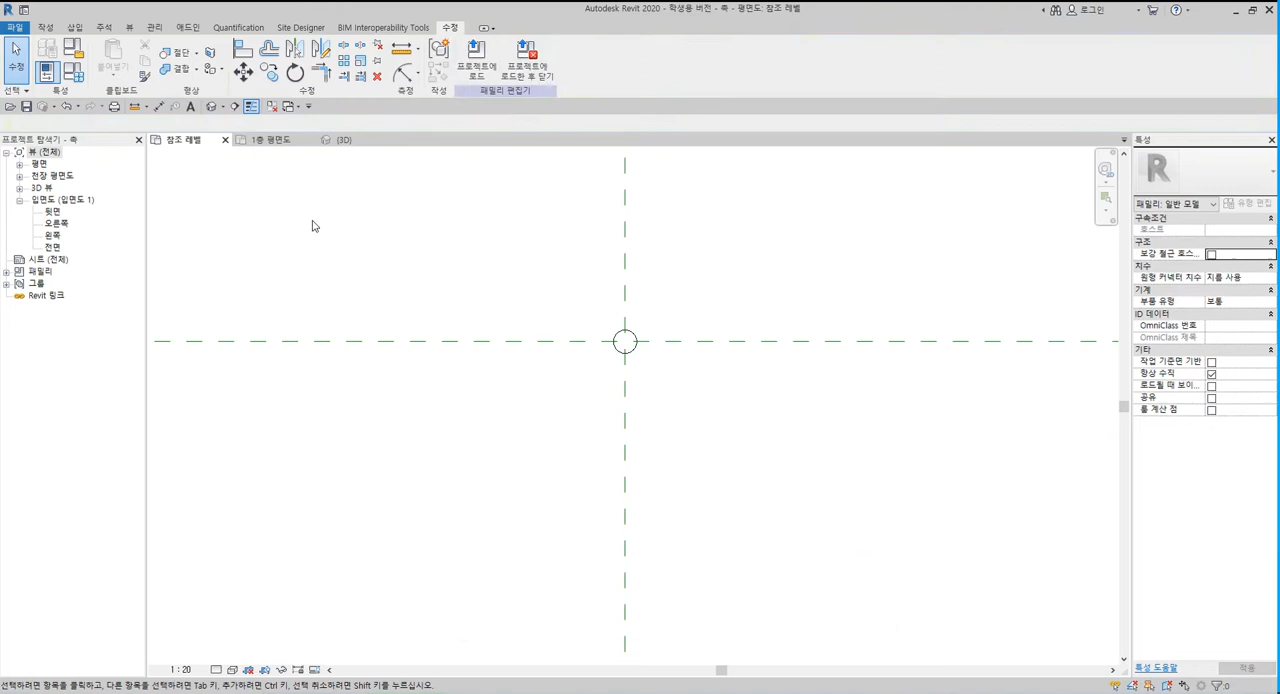 Autodesk Revit 2020 - 학생용 버전 - 축 - 평면도: 참조 레벨
로그인
파일 작성 삽입 주석 뷰 관리 애드인 Quantification Site Designer BIM Interoperability Tools 수정
수정
붙여넣기
절단
결합
프로젝트에
로드
프로젝트에
로드한 후 닫기
선택 특성 클립보드 형상 수정 측정 작성 패밀리 편집기
프로젝트 탐색기 - 축
참조 레벨
1층 평면도
{3D}
특성
뷰 (전체)
평면
천장 평면도
3D 뷰
입면도 (입면도 1)
뒷면
오른쪽
왼쪽
전면
시트 (전체)
패밀리
그룹
Revit 링크
2D
패밀리: 일반 모델
유형 편집
구속조건
호스트
구조
보강 철근 호스...
치수
원형 커넥터 치수 지름 사용
기계
부품 유형 보통
ID 데이터
OmniClass 번호
OmniClass 제목
기타
작업 기준면 기반
항상 수직
로드될 때 보이...
공유
룸 계산 점
1 : 20
특성 도움말
적용
선택하려면 항목을 클릭하고, 다른 항목을 선택하려면 Tab 키, 추가하려면 Ctrl 키, 선택 취소하려면 Shift 키를 누르십시오.
:0